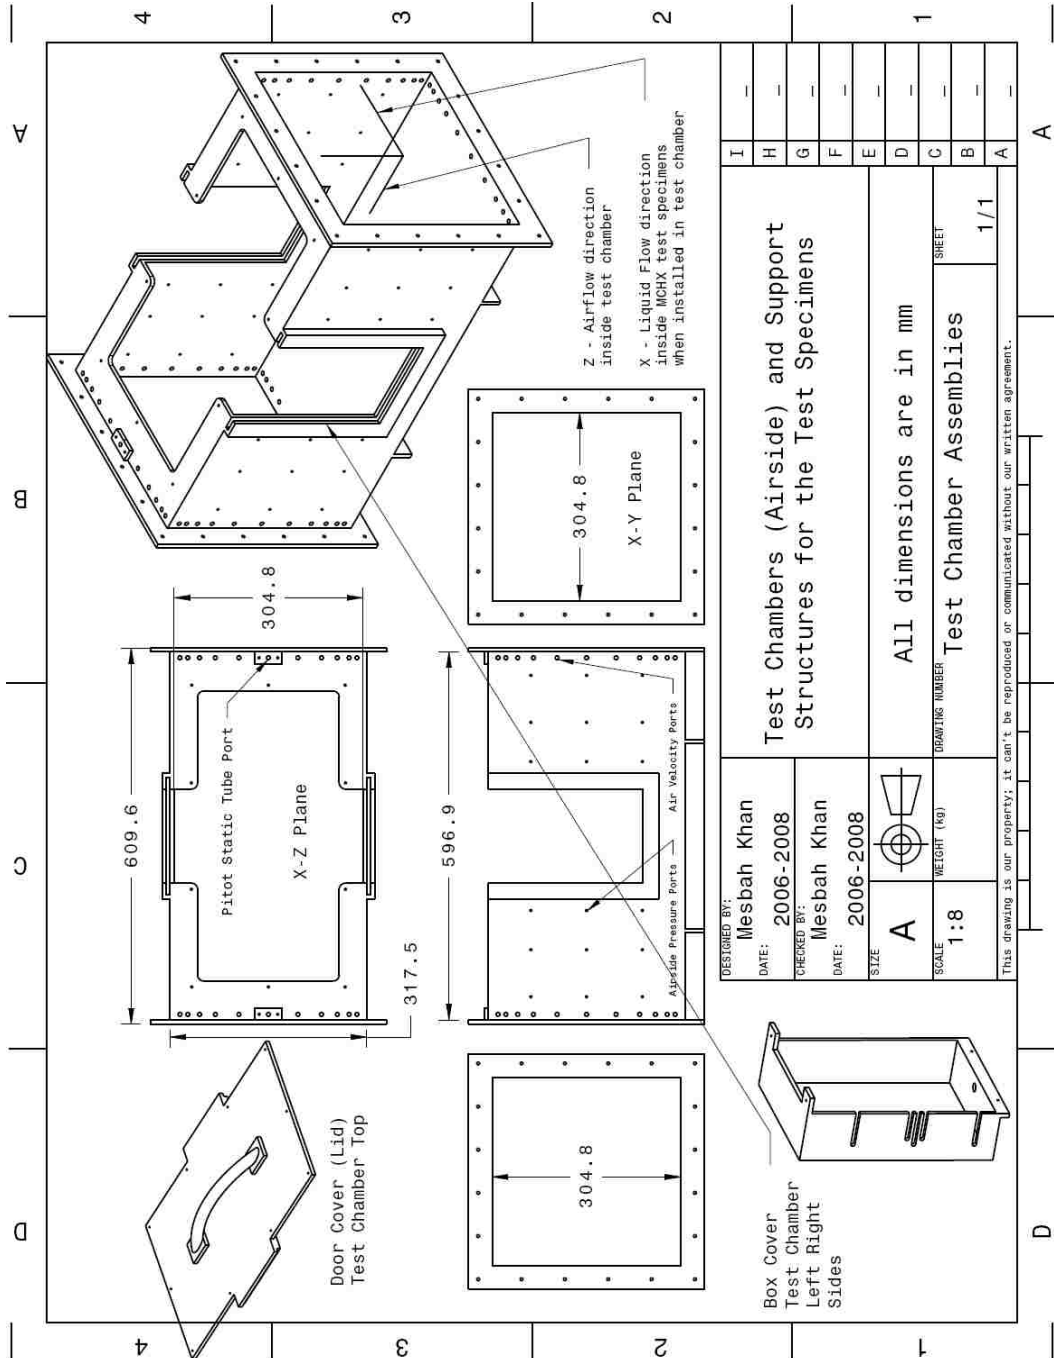 4
3
2
1
A
B
C
D
Door Cover (Lid)
Test Chamber Top
609.6
317.5
Pitot Static Tube Port
X-Z Plane
304.8
304.8
596.9
Airside Pressure Ports
Air Velocity Ports
304.8
X-Y Plane
Z - Airflow direction
inside test chamber
X - Liquid Flow direction
inside MCHX test specimens
when installed in test chamber
Box Cover
Test Chamber
Left Right
Sides
DESIGNED BY:
Mesbah Khan
DATE:
2006-2008
CHECKED BY:
Mesbah Khan
DATE:
2006-2008
SIZE
A
SCALE
1:8
WEIGHT (kg)
Test Chambers (Airside) and Support
Structures for the Test Specimens
All dimensions are in mm
DRAWING NUMBER
Test Chamber Assemblies
SHEET
1/1
I –
H –
G –
F –
E –
D –
C –
B –
A –
This drawing is our property; it can't be reproduced or communicated without our written agreement.
4
3
2
1
D
A